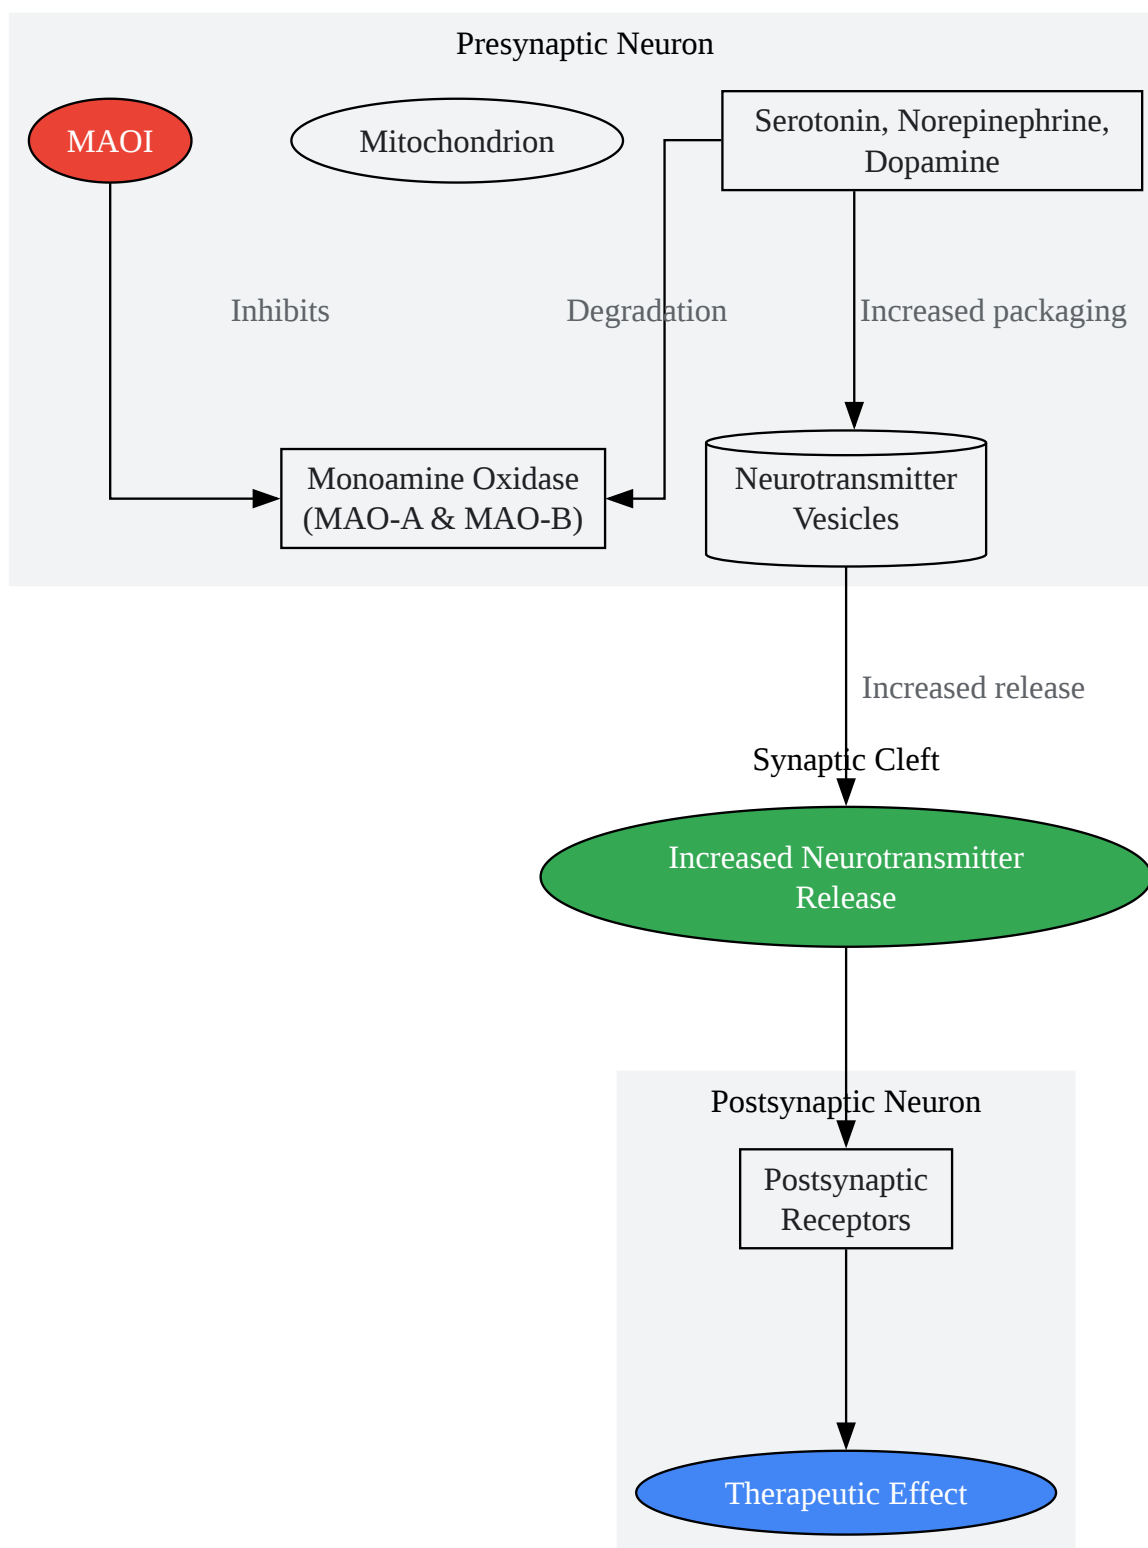 Presynaptic Neuron
MAOI
Mitochondrion
Serotonin, Norepinephrine,
Dopamine
Inhibits
Degradation
Increased packaging
Monoamine Oxidase
(MAO-A & MAO-B)
Neurotransmitter
Vesicles
Increased release
Synaptic Cleft
Increased Neurotransmitter
Release
Postsynaptic Neuron
Postsynaptic
Receptors
Therapeutic Effect